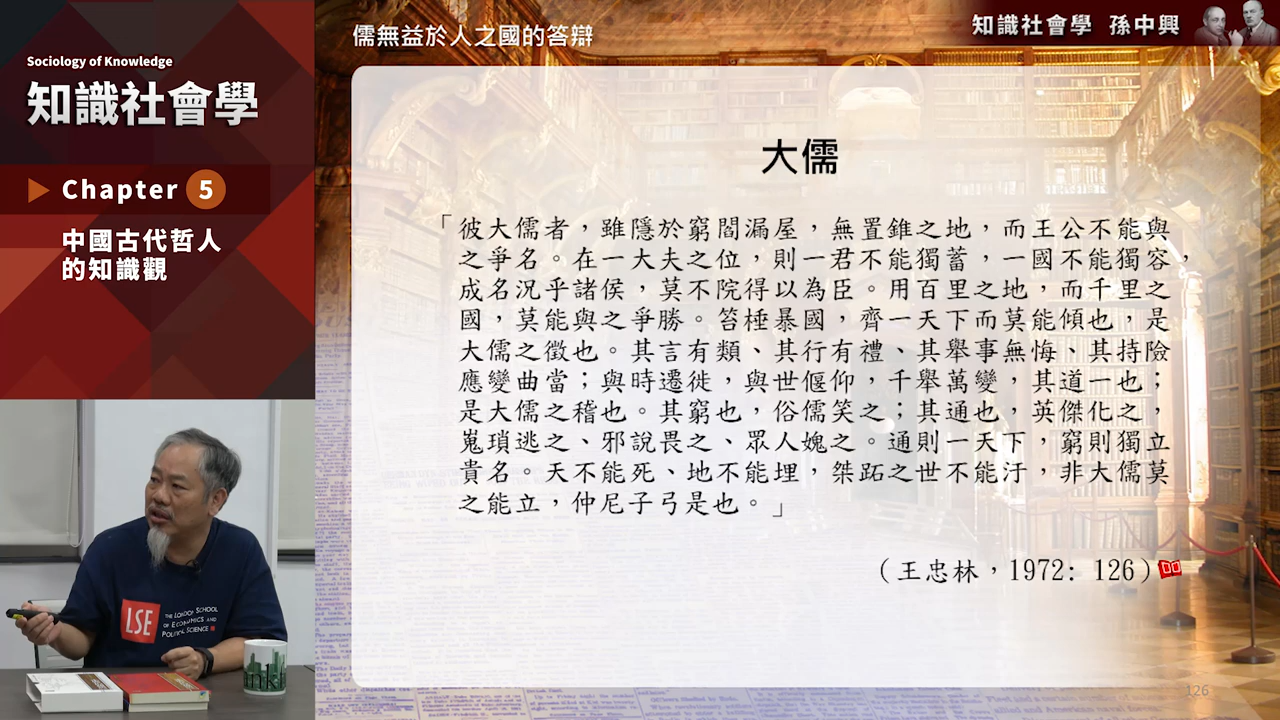 Sociology of Knowledge
知識社會學
Chapter 5
中國古代哲人
的知識觀
儒無益於人之國的答辯
知識社會學 孫中興
大儒
「彼大儒者，雖隱於窮閻漏屋，無置錐之地，而王公不能與
之爭名。在一大夫之位，則一君不能獨蓄，一國不能獨容，
成名況乎諸侯，莫不院得以為臣。用百里之地，而千里之
國，莫能與之爭勝。笞棰暴國，齊一天下而莫能傾也，是
大儒之徵也。其言有類、其行有禮、其舉事無悔、其持險
應變曲當；與時遷徙，與世偃仰，千舉萬變，其道一也；
是大儒之稽也。其窮也，俗儒笑之；其通也，英傑化之，
嵬瑣逃之、邪說畏之、眾人媿之。通則一天下，窮則獨立
貴名。天不能死、地不能埋，桀跖之世不能汙 非大儒莫
之能立，仲尼子弓是也。」
（王忠林，1972: 126）
126
LSE
THE LONDON SCHOOL
OF ECONOMICS AND
POLITICAL SCIENCE